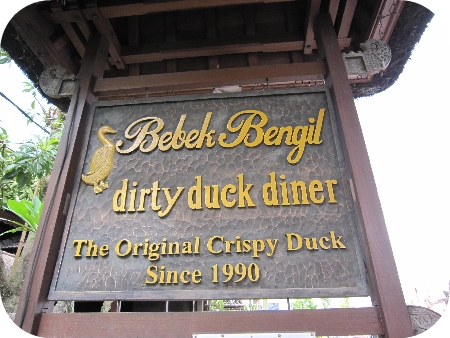 Bebek Bengil
dirty duck diner
The Original Crispy Duck
Since 1990